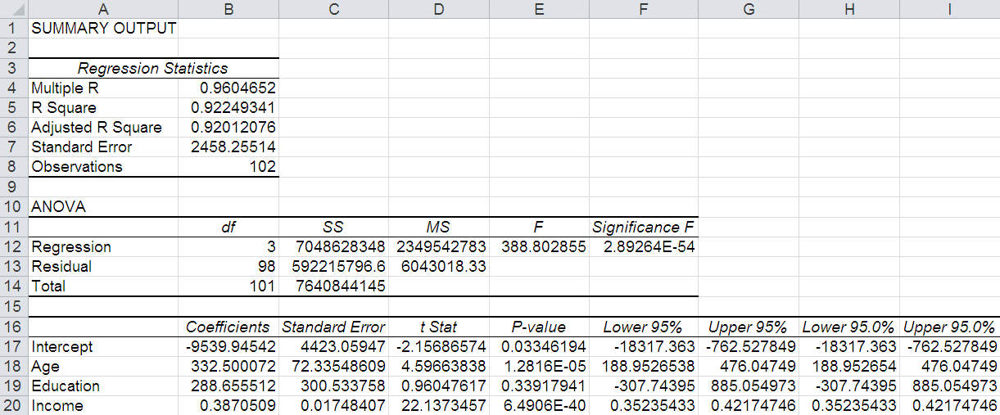 A B C D E F G H I
1 SUMMARY OUTPUT
2
3 Regression Statistics
4 Multiple R 0.9604652
5 R Square 0.92249341
6 Adjusted R Square 0.92012076
7 Standard Error 2458.25514
8 Observations 102
9
10 ANOVA
11 df SS MS F Significance F
12 Regression 3 7048628348 2349542783 388.802855 2.89264E-54
13 Residual 98 592215796.6 6043018.33
14 Total 101 7640844145
15
16 Coefficients Standard Error t Stat P-value Lower 95% Upper 95% Lower 95.0% Upper 95.0%
17 Intercept -9539.94542 4423.05947 -2.15686574 0.03346194 -18317.363 -762.527849 -18317.363 -762.527849
18 Age 332.500072 72.33548609 4.59663838 1.2816E-05 188.9526538 476.04749 188.952654 476.04749
19 Education 288.655512 300.533758 0.96047617 0.33917941 -307.74395 885.054973 -307.74395 885.054973
20 Income 0.3870509 0.01748407 22.1373457 6.4906E-40 0.35235433 0.42174746 0.35235433 0.42174746